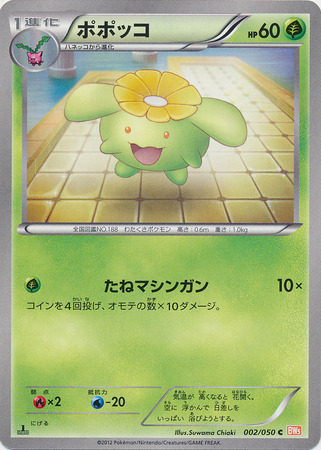 1進化
ポポッコ
HP60
ハネッコから進化
全国図鑑NO.188 わたくさポケモン 高さ：0.6m 重さ：1.0kg
たねマシンガン 10×
コインを4回投げ、オモテの数×10ダメージ。
弱点 抵抗力
×2 -20
にげる
気温が 高くなると 花開く。
空に 浮かんで 日差しを
いっぱい 浴びようとする。
Illus.Suwama Chiaki 002/050 C
©2012 Pokémon/Nintendo/Creatures/GAME FREAK.